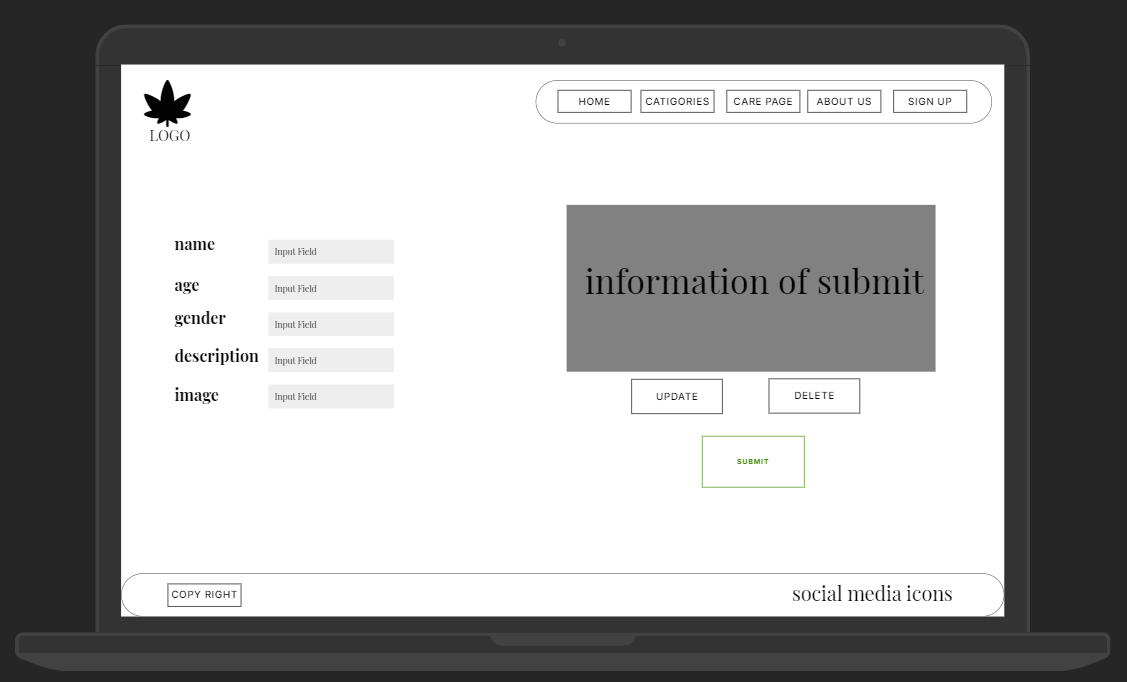 LOGO
HOME
CATIGORIES
CARE PAGE
ABOUT US
SIGN UP
name
Input Field
age
Input Field
gender
Input Field
description
Input Field
image
Input Field
information of submit
UPDATE
DELETE
SUBMIT
COPY RIGHT
social media icons